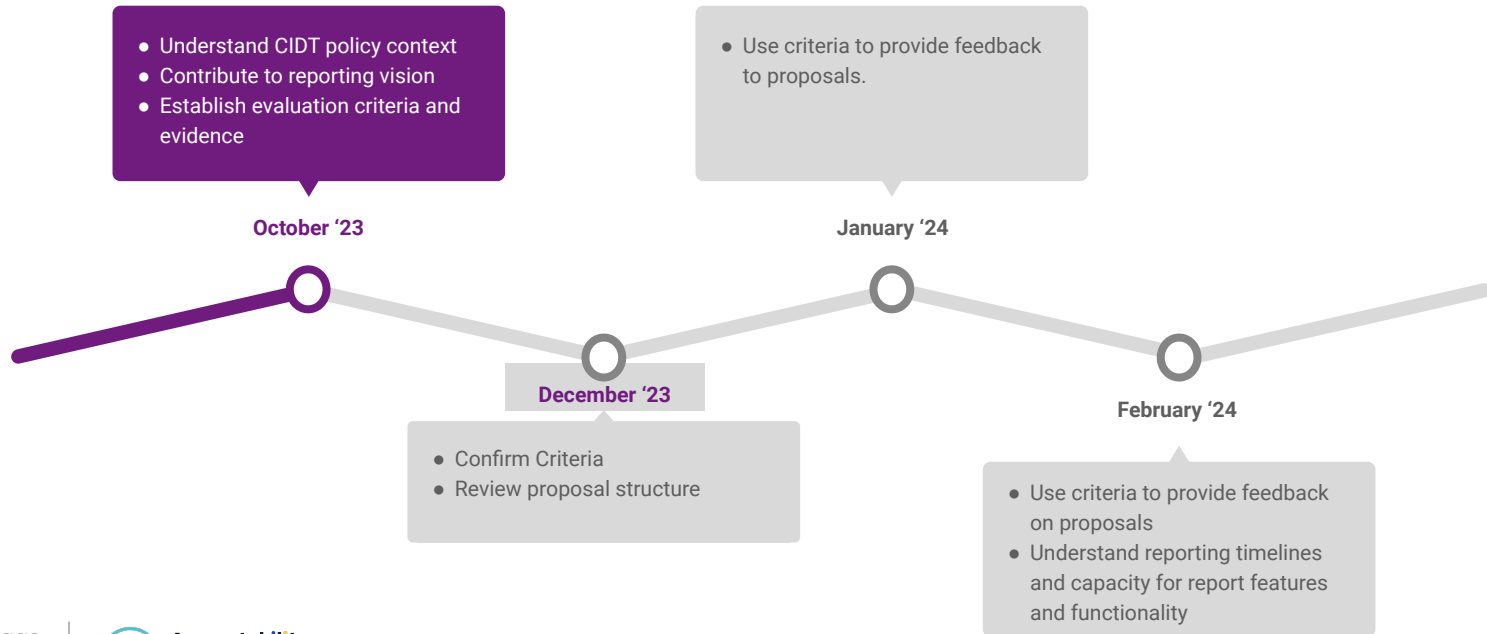 ● Understand CIDT policy context
● Contribute to reporting vision
● Establish evaluation criteria and
evidence
● Use criteria to provide feedback
to proposals.
October ‘23
January ‘24
December ‘23
February ‘24
● Confirm Criteria
● Review proposal structure
● Use criteria to provide feedback
on proposals
● Understand reporting timelines
and capacity for report features
and functionality